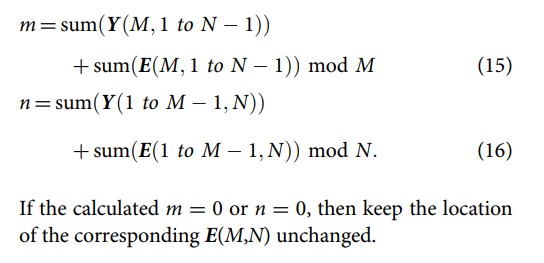 m = sum(Y(M, 1 to N − 1))
+ sum(E(M, 1 to N − 1)) mod M (15)
n = sum(Y(1 to M − 1, N))
+ sum(E(1 to M − 1, N)) mod N. (16)
If the calculated m = 0 or n = 0, then keep the location
of the corresponding E(M,N) unchanged.